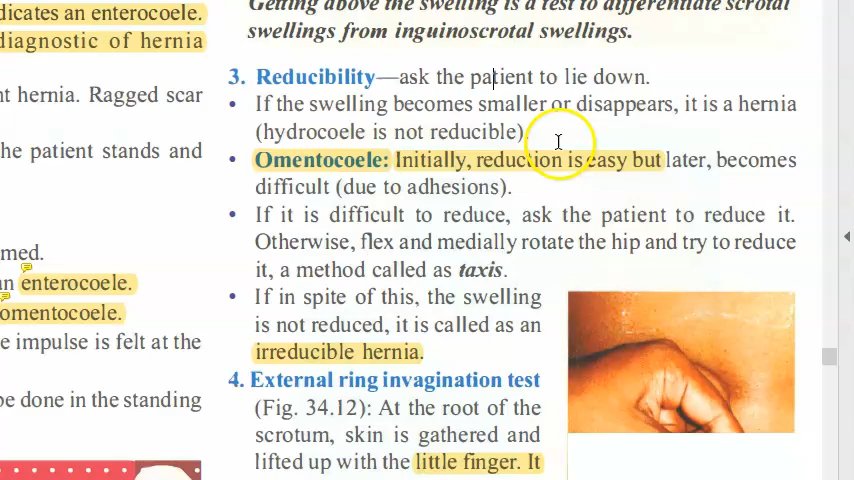 dicates an enterocele.
diagnostic of hernia
nt hernia. Ragged scar
he patient stands and
med.
an enterocele.
omentocele.
e impulse is felt at the
be done in the standing
Getting above the swelling is a test to differentiate scrotal
swellings from inguinoscrotal swellings.
3. Reducibility—ask the patient to lie down.
• If the swelling becomes smaller or disappears, it is a hernia
(hydrocoele is not reducible).
• Omentocoele: Initially, reduction is easy but later, becomes
difficult (due to adhesions).
• If it is difficult to reduce, ask the patient to reduce it.
Otherwise, flex and medially rotate the hip and try to reduce
it, a method called as taxis.
• If in spite of this, the swelling
is not reduced, it is called as an
irreducible hernia.
4. External ring invagination test
(Fig. 34.12): At the root of the
scrotum, skin is gathered and
lifted up with the little finger. It